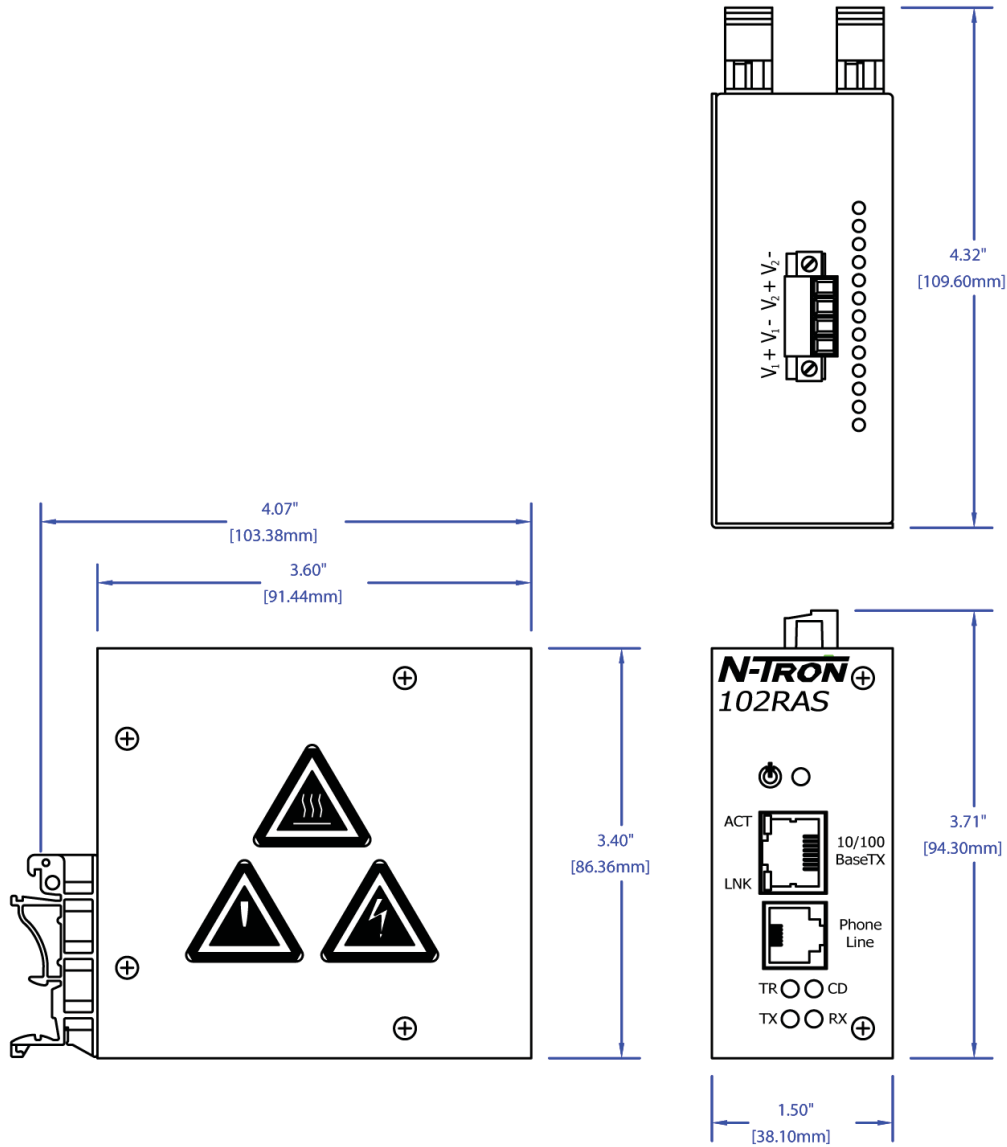 4.32"
[109.60mm]
V1 + V1 - V2 + V2 -
4.07"
[103.38mm]
3.60"
[91.44mm]
3.40"
[86.36mm]
N-TRON
102RAS
ACT
10/100
BaseTX
LNK
Phone
Line
TR CD
TX RX
3.71"
[94.30mm]
1.50"
[38.10mm]